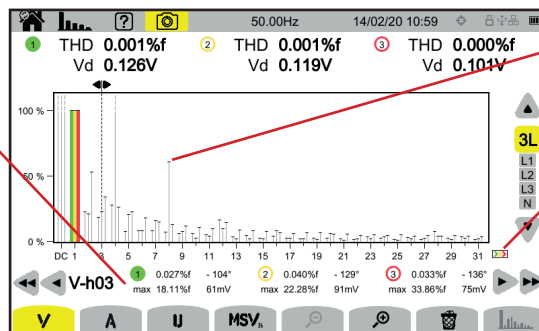 50.00Hz 14/02/20 10:59
1 THD 0.001%f 2 THD 0.001%f 3 THD 0.000%f
Vd 0.126V Vd 0.119V Vd 0.101V
100 %
50 %
0 %
DC 1 3 5 7 9 11 13 15 17 19 21 23 25 27 29 31
3L
L1
L2
L3
N
V-h03 1 0.027%f - 104° 2 0.040%f - 129° 3 0.033%f - 136°
max 18.11%f 61mV max 22.28%f 91mV max 33.86%f 75mV
V A U MSV